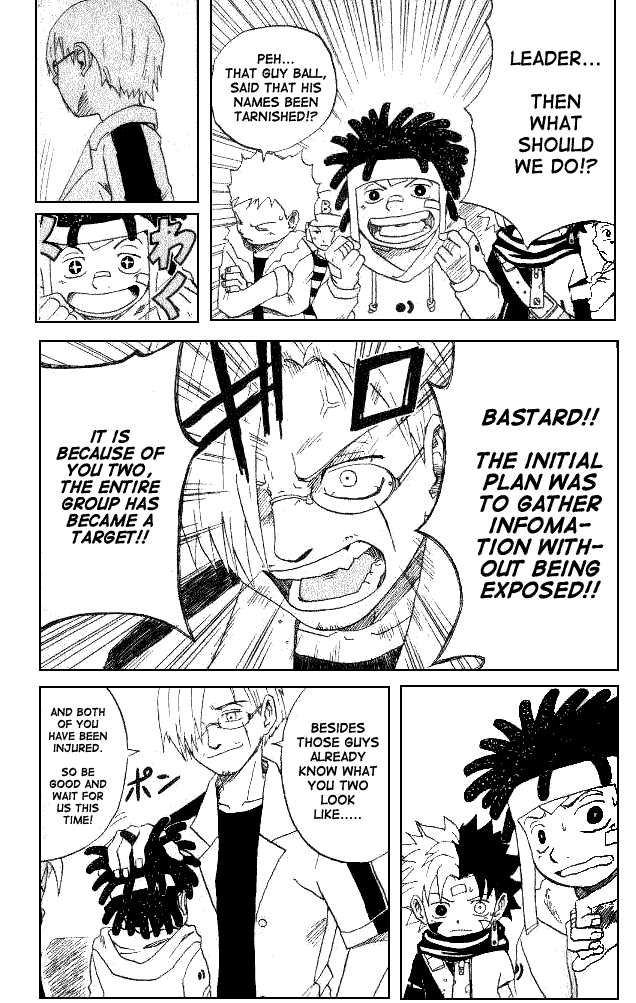 LEADER...
THEN
WHAT
SHOULD
WE DO!?
PEH...
THAT GUY BALL,
SAID THAT HIS
NAMES BEEN
TARNISHED!?
B
わく
BASTARD!!
THE INITIAL
PLAN WAS
TO GATHER
INFOMA-
TION WITH-
OUT BEING
EXPOSED!!
IT IS
BECAUSE OF
YOU TWO,
THE ENTIRE
GROUP HAS
BECAME A
TARGET!!
BESIDES
THOSE GUYS
ALREADY
KNOW WHAT
YOU TWO
LOOK
LIKE.....
ポン
AND BOTH
OF YOU
HAVE BEEN
INJURED.
SO BE
GOOD AND
WAIT FOR
US THIS
TIME!